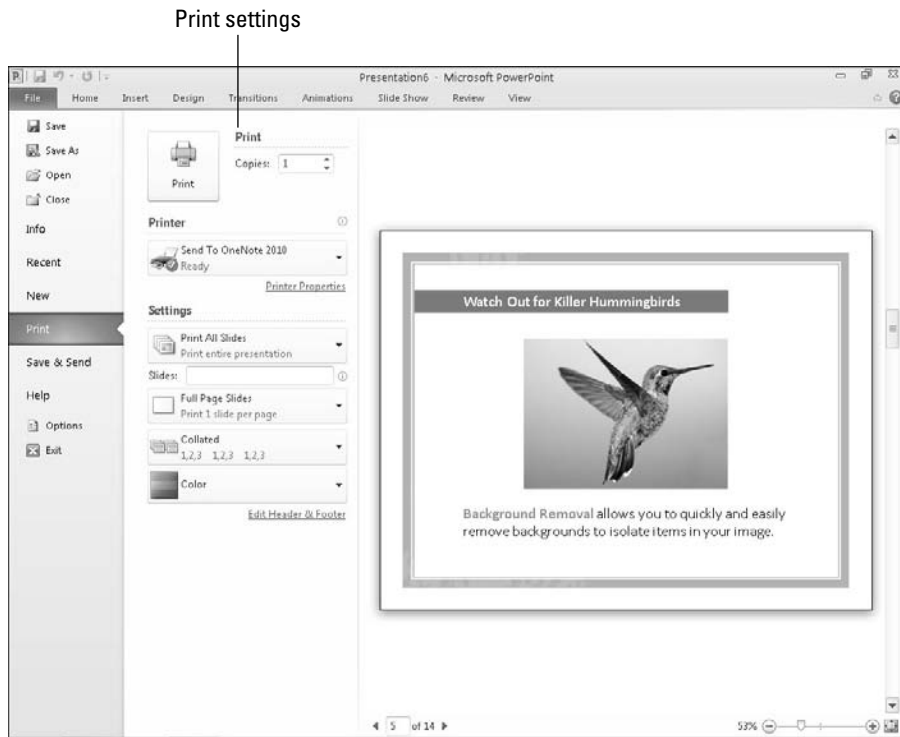 Print settings
Presentation6 - Microsoft PowerPoint
File Home Insert Design Transitions Animations Slide Show Review View
Save
Save As
Open
Close
Info
Recent
New
Print
Save & Send
Help
Options
Exit
Print
Print
Copies: 1
Printer
Send To OneNote 2010
Ready
Printer Properties
Settings
Print All Slides
Print entire presentation
Slides:
Full Page Slides
Print 1 slide per page
Collated
1,2,3 1,2,3 1,2,3
Color
Edit Header & Footer
Watch Out for Killer Hummingbirds
Background Removal allows you to quickly and easily
remove backgrounds to isolate items in your image.
5 of 14
53%